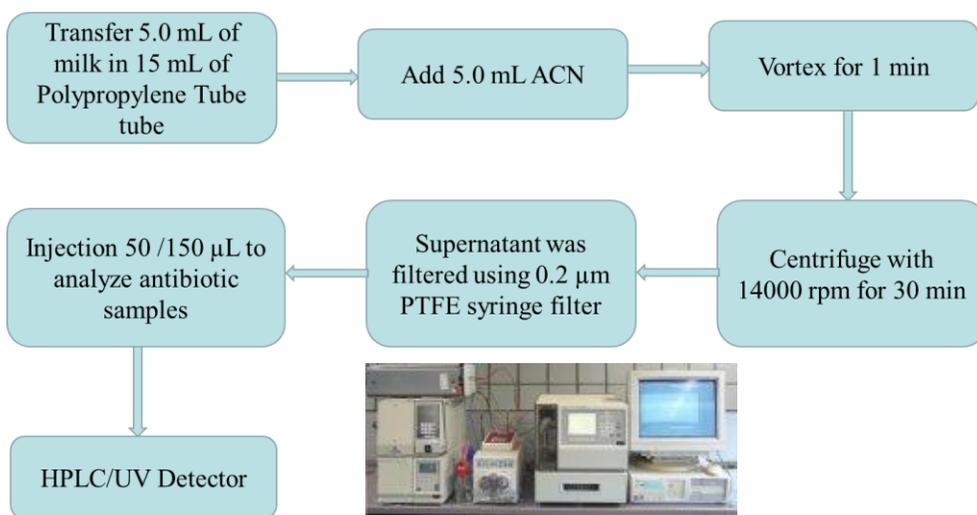 Transfer 5.0 mL of
milk in 15 mL of
Polypropylene Tube
tube
Add 5.0 mL ACN
Vortex for 1 min
Centrifuge with
14000 rpm for 30 min
Supernatant was
filtered using 0.2 µm
PTFE syringe filter
Injection 50 /150 µL to
analyze antibiotic
samples
HPLC/UV Detector